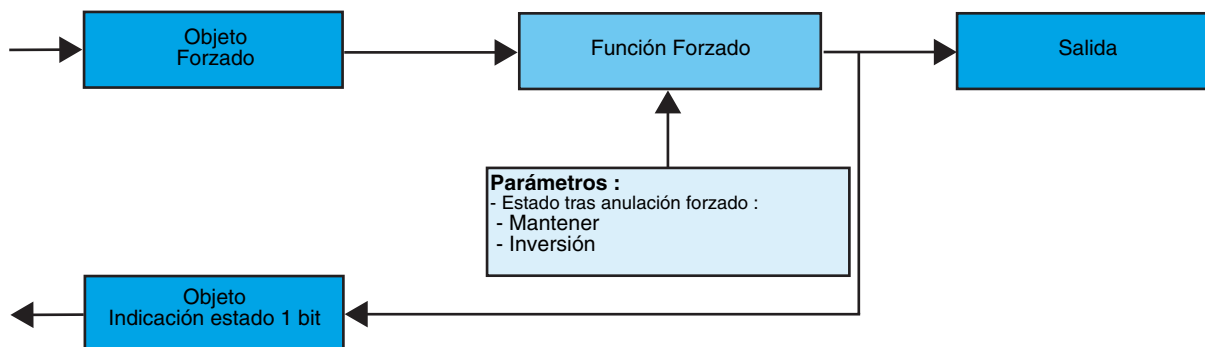 Objeto
Forzado
Función Forzado
Salida
Parámetros :
- Estado tras anulación forzado :
- Mantener
- Inversión
Objeto
Indicación estado 1 bit